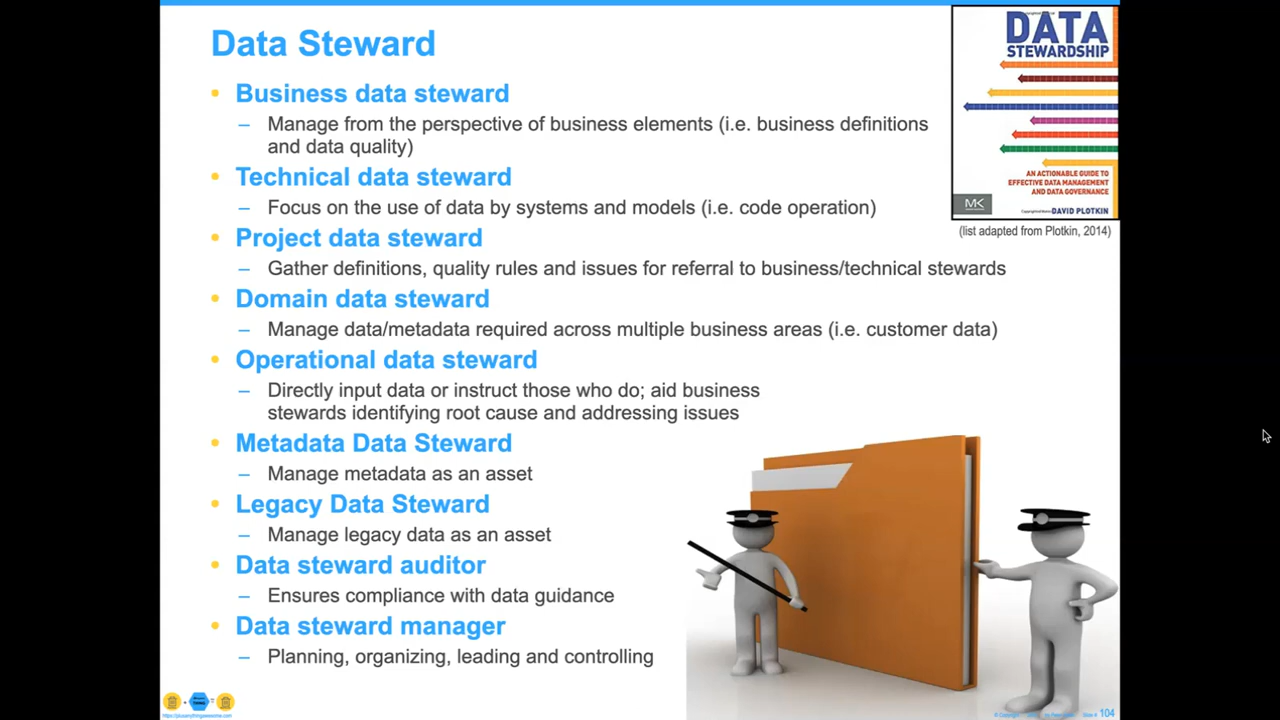 Data Steward
• Business data steward
– Manage from the perspective of business elements (i.e. business definitions
and data quality)
• Technical data steward
– Focus on the use of data by systems and models (i.e. code operation)
• Project data steward
– Gather definitions, quality rules and issues for referral to business/technical stewards
• Domain data steward
– Manage data/metadata required across multiple business areas (i.e. customer data)
• Operational data steward
– Directly input data or instruct those who do; aid business
stewards identifying root cause and addressing issues
• Metadata Data Steward
– Manage metadata as an asset
• Legacy Data Steward
– Manage legacy data as an asset
• Data steward auditor
– Ensures compliance with data guidance
• Data steward manager
– Planning, organizing, leading and controlling
DATA
STEWARDSHIP
AN ACTIONABLE GUIDE TO
EFFECTIVE DATA MANAGEMENT
AND DATA GOVERNANCE
MK
DAVID PLOTKIN
(list adapted from Plotkin, 2014)
https://plusanythingawesome.com
104